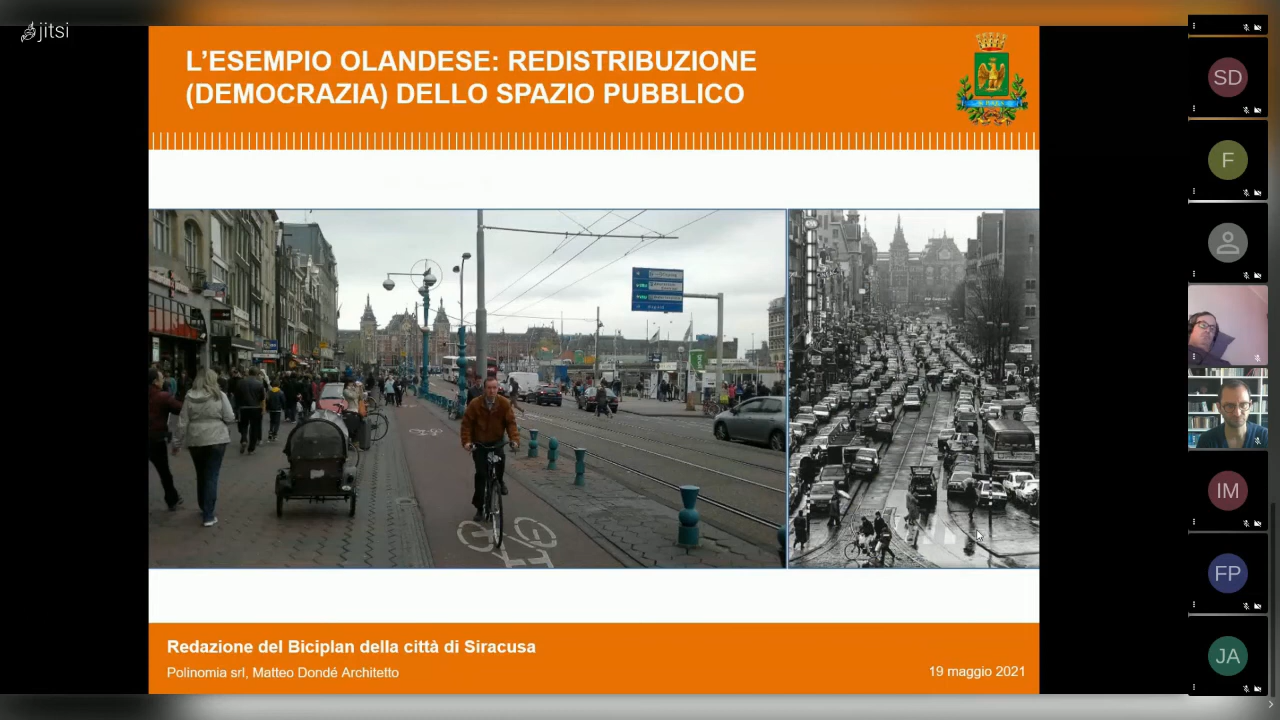 jitsi
L'ESEMPIO OLANDESE: REDISTRIBUZIONE
(DEMOCRAZIA) DELLO SPAZIO PUBBLICO
SD
F
IM
FP
JA
Redazione del Biciplan della città di Siracusa
Polinomia srl, Matteo Dondé Architetto
19 maggio 2021